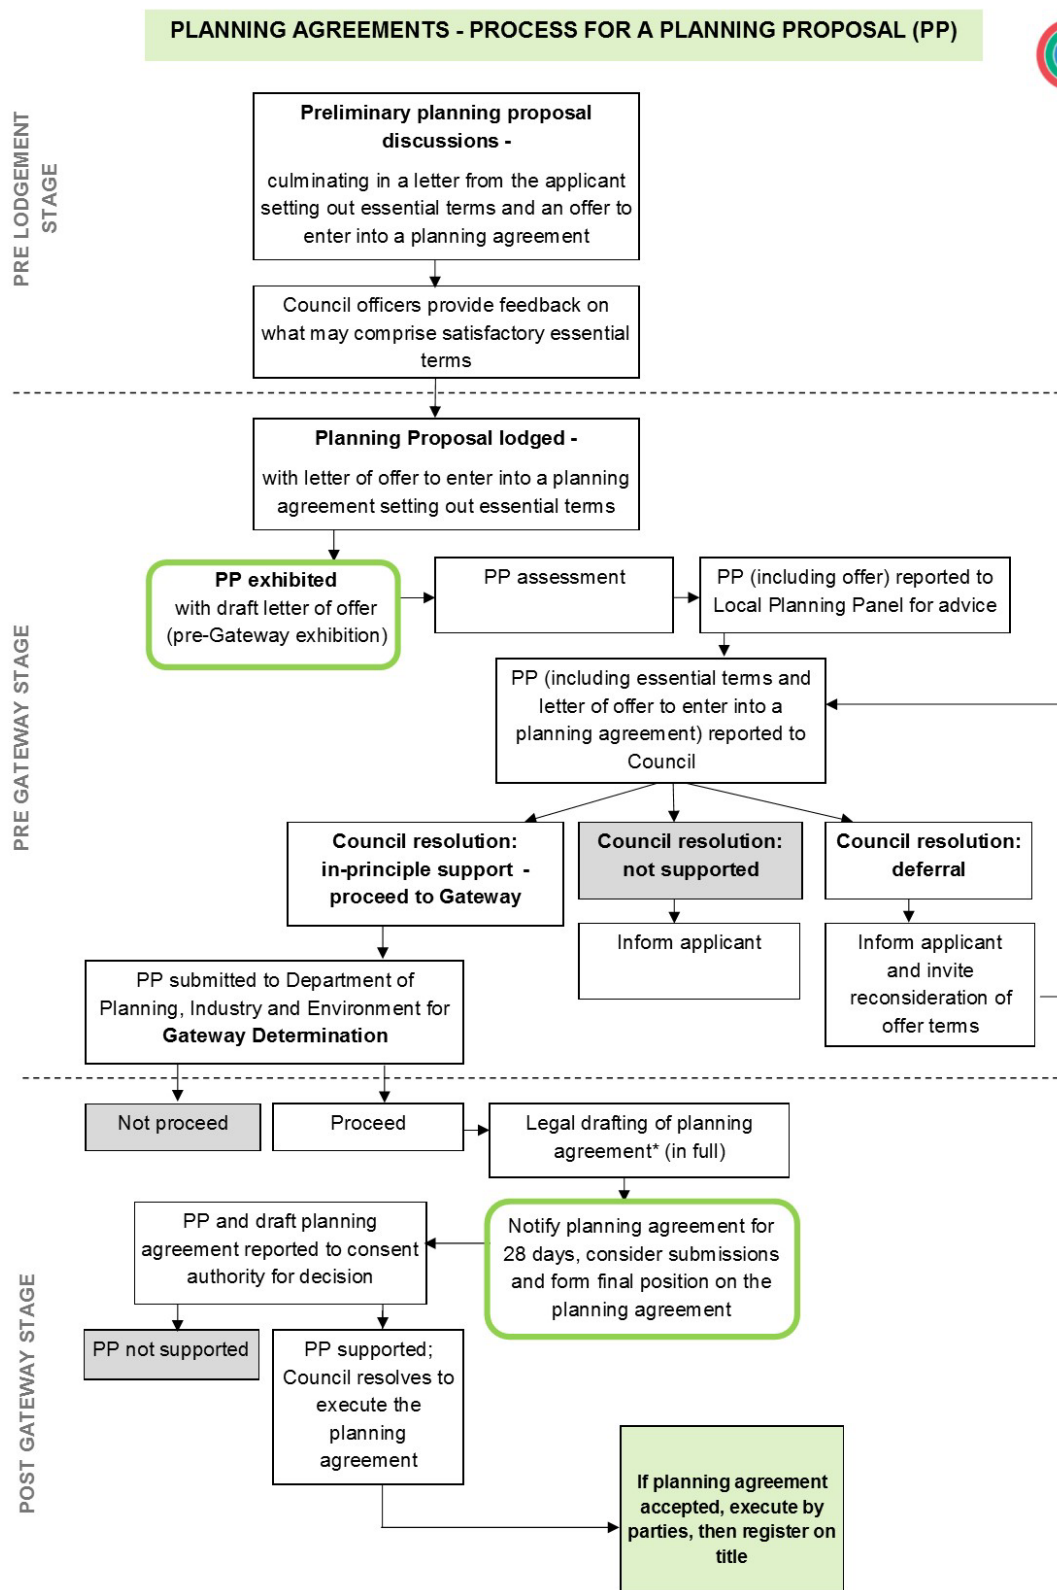 PLANNING AGREEMENTS - PROCESS FOR A PLANNING PROPOSAL (PP)
PRE LODGEMENT
STAGE
Preliminary planning proposal
discussions -
culminating in a letter from the applicant
setting out essential terms and an offer to
enter into a planning agreement
Council officers provide feedback on
what may comprise satisfactory essential
terms
PRE GATEWAY STAGE
Planning Proposal lodged -
with letter of offer to enter into a planning
agreement setting out essential terms
PP exhibited
with draft letter of offer
(pre-Gateway exhibition)
PP assessment
PP (including offer) reported to
Local Planning Panel for advice
PP (including essential terms and
letter of offer to enter into a
planning agreement) reported to
Council
Council resolution:
in-principle support -
proceed to Gateway
Council resolution:
not supported
Council resolution:
deferral
Inform applicant
Inform applicant
and invite
reconsideration of
offer terms
PP submitted to Department of
Planning, Industry and Environment for
Gateway Determination
POST GATEWAY STAGE
Not proceed
Proceed
Legal drafting of planning
agreement* (in full)
Notify planning agreement for
28 days, consider submissions
and form final position on the
planning agreement
PP and draft planning
agreement reported to consent
authority for decision
PP not supported
PP supported;
Council resolves to
execute the
planning
agreement
If planning agreement
accepted, execute by
parties, then register on
title